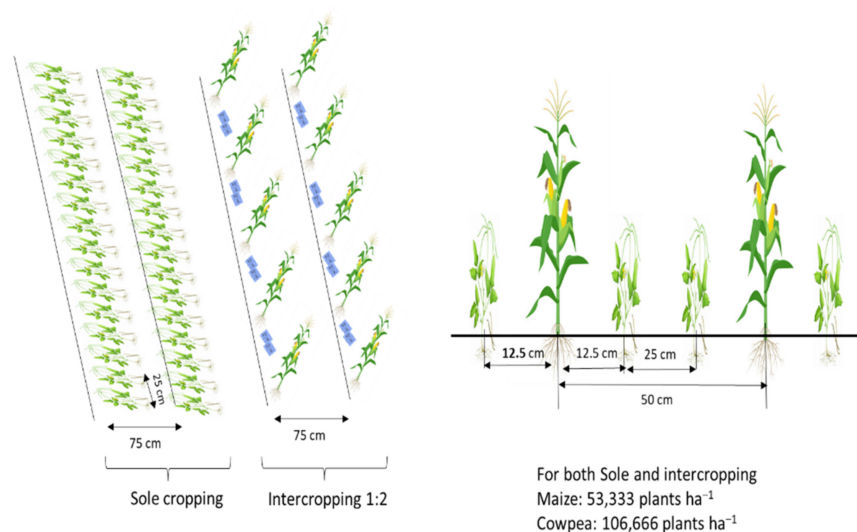 25 cm
75 cm
75 cm
Sole cropping
Intercropping 1:2
12.5 cm
12.5 cm
25 cm
50 cm
For both Sole and intercropping
Maize: 53,333 plants ha⁻¹
Cowpea: 106,666 plants ha⁻¹